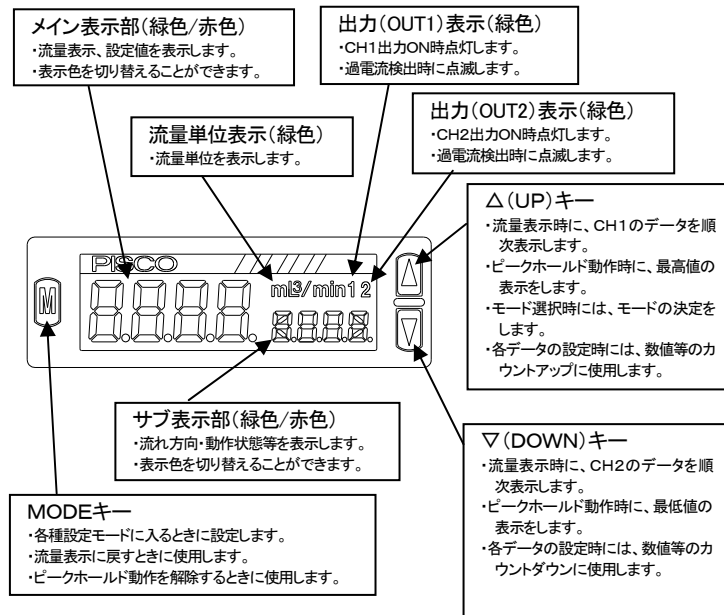 メイン表示部(緑色/赤色)
・流量表示、設定値を表示します。
・表示色を切り替えることができます。
出力(OUT1)表示(緑色)
・CH1出力ON時点灯します。
・過電流検出時に点滅します。
流量単位表示(緑色)
・流量単位を表示します。
出力(OUT2)表示(緑色)
・CH2出力ON時点灯します。
・過電流検出時に点滅します。
△(UP)キー
・流量表示時に、CH1のデータを順
次表示します。
・ピークホールド動作時に、最高値の
表示をします。
・モード選択時には、モードの決定を
します。
・各データの設定時には、数値等のカ
ウントアップに使用します。
PISCO
M
mL3/min12
8.8.8.8.
8.8.8.8.
サブ表示部(緑色/赤色)
・流れ方向・動作状態等を表示します。
・表示色を切り替えることができます。
▽(DOWN)キー
・流量表示時に、CH2のデータを順
次表示します。
・ピークホールド動作時に、最低値の
表示をします。
・各データの設定時には、数値等のカ
ウントダウンに使用します。
MODEキー
・各種設定モードに入るときに設定します。
・流量表示に戻すときに使用します。
・ピークホールド動作を解除するときに使用します。